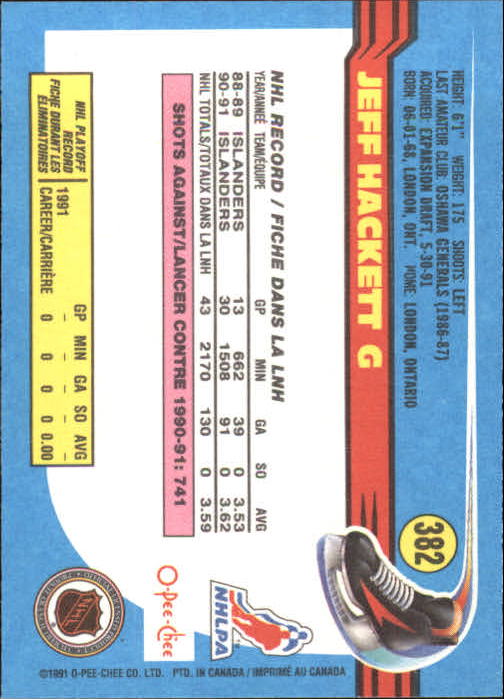 382
JEFF HACKETT G
HEIGHT: 6'1" WEIGHT: 175 SHOOTS: LEFT
LAST AMATEUR CLUB: OSHAWA GENERALS (1986-87)
ACQUIRED: EXPANSION DRAFT, 5-30-91
BORN: 06-01-68, LONDON, ONT. HOME: LONDON, ONTARIO
NHL RECORD / FICHE DANS LA LNH
YEAR/ANNÉE TEAM/EQUIPE GP MIN GA SO AVG
88-89 ISLANDERS 13 662 39 0 3.53
90-91 ISLANDERS 30 1508 91 0 3.62
NHL TOTALS/TOTAUX DANS LA LNH 43 2170 130 0 3.59
SHOTS AGAINST/LANCER CONTRE 1990-91: 741
NHL PLAYOFF RECORD
FICHE DURANT LES ÉLIMINATOIRES
GP MIN GA SO AVG
1991 - - - - -
CAREER/CARRIÈRE 0 0 0 0 0.00
NHLPA
O-PEE-CHEE
NHL
©1991 O-PEE-CHEE CO. LTD. PTD. IN CANADA / IMPRIMÉ AU CANADA